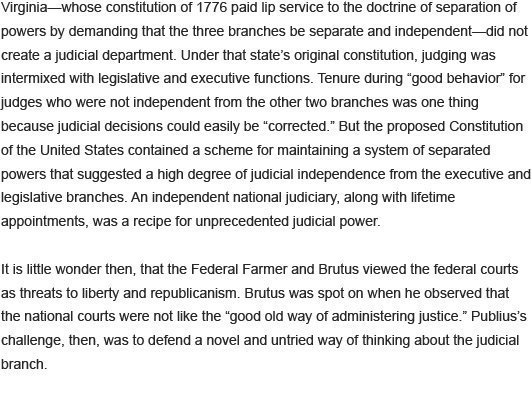 Virginia—whose constitution of 1776 paid lip service to the doctrine of separation of
powers by demanding that the three branches be separate and independent—did not
create a judicial department. Under that state’s original constitution, judging was
intermixed with legislative and executive functions. Tenure during “good behavior” for
judges who were not independent from the other two branches was one thing
because judicial decisions could easily be “corrected.” But the proposed Constitution
of the United States contained a scheme for maintaining a system of separated
powers that suggested a high degree of judicial independence from the executive and
legislative branches. An independent national judiciary, along with lifetime
appointments, was a recipe for unprecedented judicial power.
It is little wonder then, that the Federal Farmer and Brutus viewed the federal courts
as threats to liberty and republicanism. Brutus was spot on when he observed that
the national courts were not like the “good old way of administering justice.” Publius’s
challenge, then, was to defend a novel and untried way of thinking about the judicial
branch.